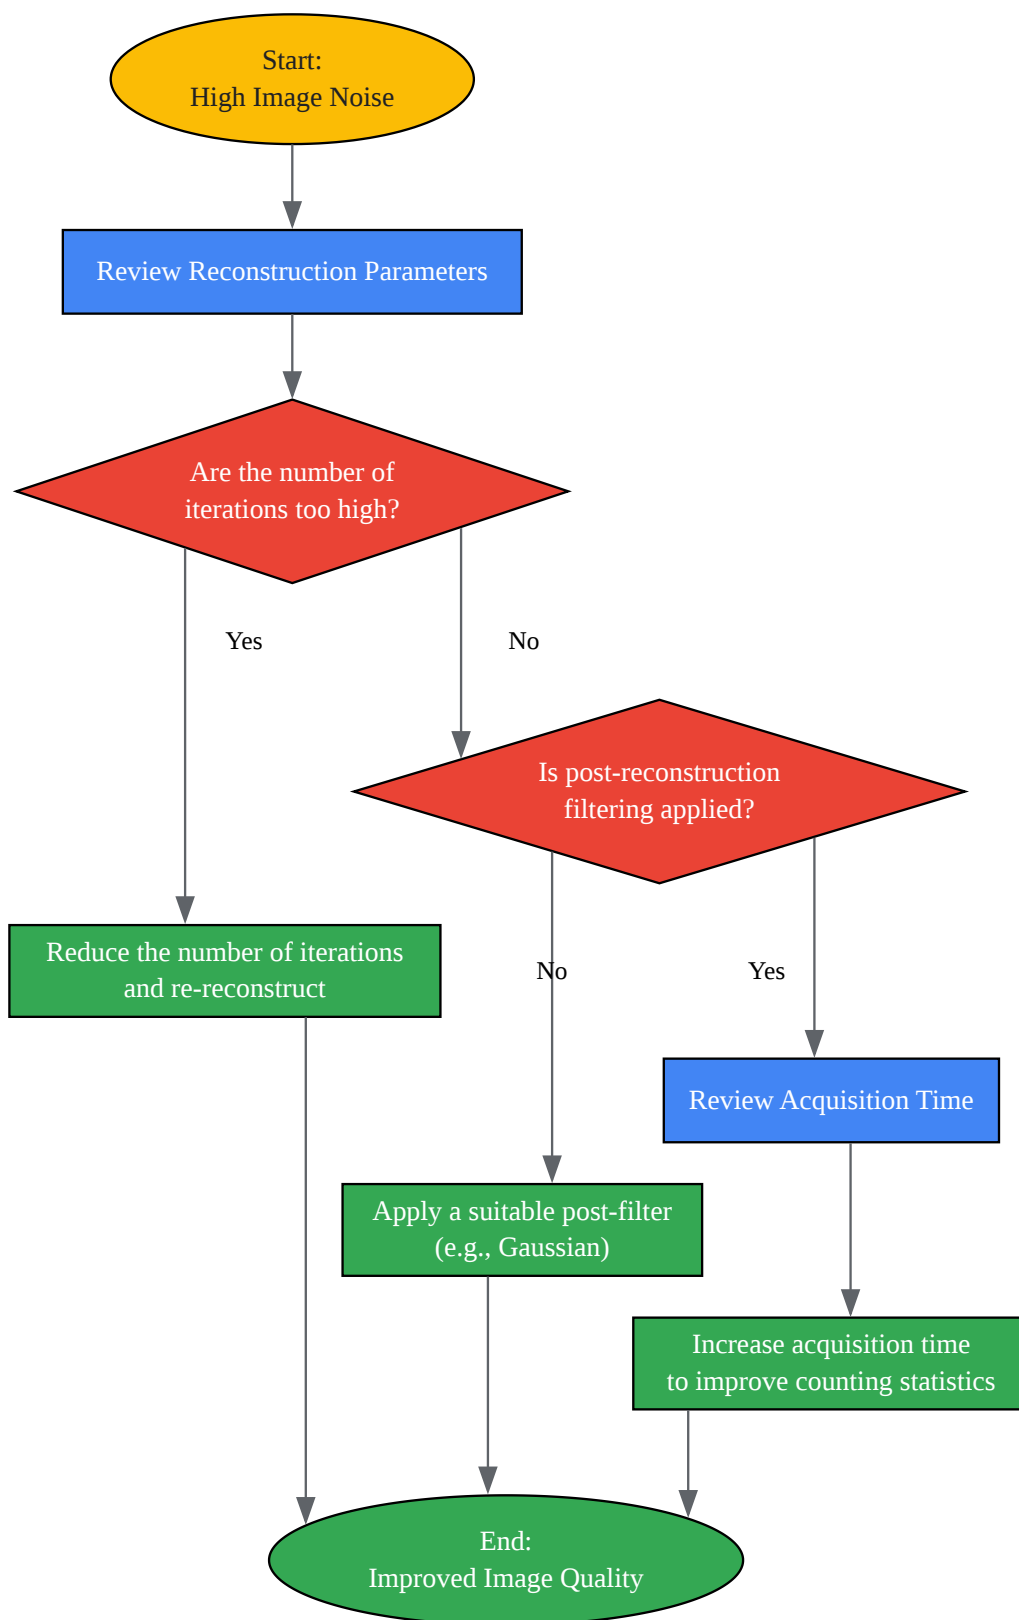 Start:
High Image Noise
Review Reconstruction Parameters
Are the number of
iterations too high?
Yes
No
Is post-reconstruction
filtering applied?
Reduce the number of iterations
and re-reconstruct
No
Yes
Review Acquisition Time
Apply a suitable post-filter
(e.g., Gaussian)
Increase acquisition time
to improve counting statistics
End:
Improved Image Quality